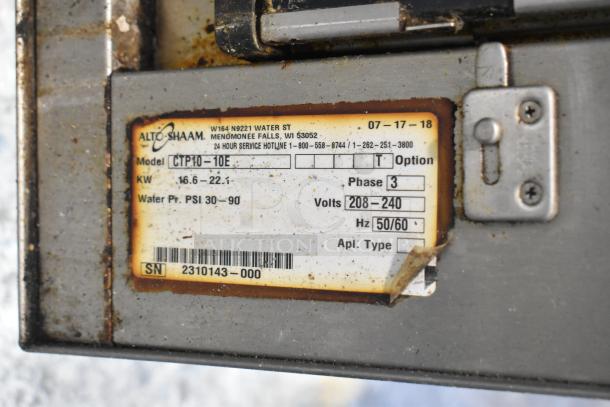 ALTO-SHAAM.
W164 N9221 WATER ST
MENOMONEE FALLS, WI 53052
07-17-18
24 HOUR SERVICE HOTLINE 1-800-558-8744 / 1-262-251-3800
Model CTP10-10E T Option
KW 16.6-22.1 Phase 3
Water Pr. PSI 30-90 Volts 208-240
Hz 50/60
AUCTION
Apl. Type
SN 2310143-000